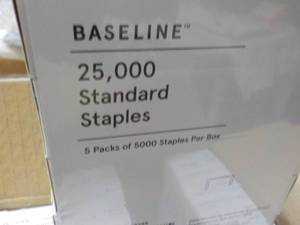 BASELINE™
25,000
Standard
Staples
5 Packs of 5000 Staples Per Box